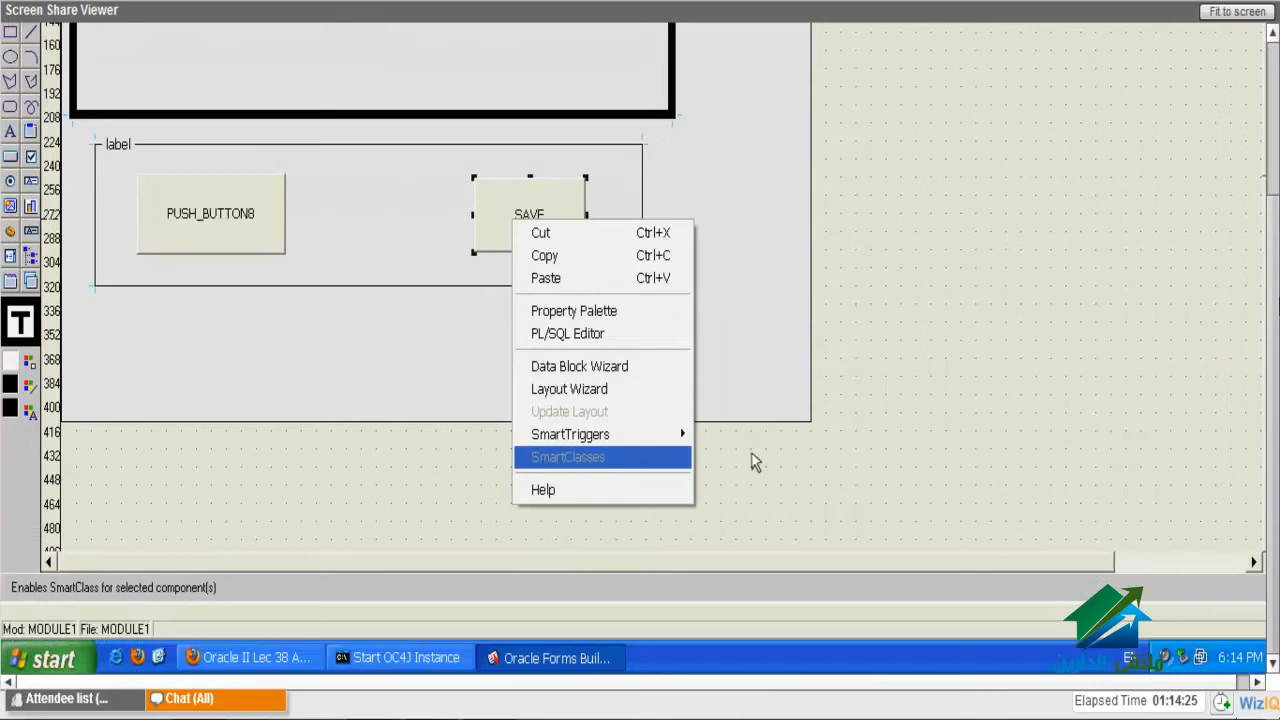 Screen Share Viewer
Fit to screen
144
160
176
192
208
224
240
256
272
288
304
320
336
352
368
384
400
416
432
448
464
480
label
PUSH_BUTTON8
SAVE
Cut Ctrl+X
Copy Ctrl+C
Paste Ctrl+V
Property Palette
PL/SQL Editor
Data Block Wizard
Layout Wizard
Update Layout
SmartTriggers
SmartClasses
Help
T
Enables SmartClass for selected component(s)
Mod: MODULE1 File: MODULE1
start
Oracle II Lec 38 A...
Start OC4J Instance
Oracle Forms Buil...
6:14 PM
Attendee list (...
Chat (All)
Elapsed Time 01:14:25
WizIQ